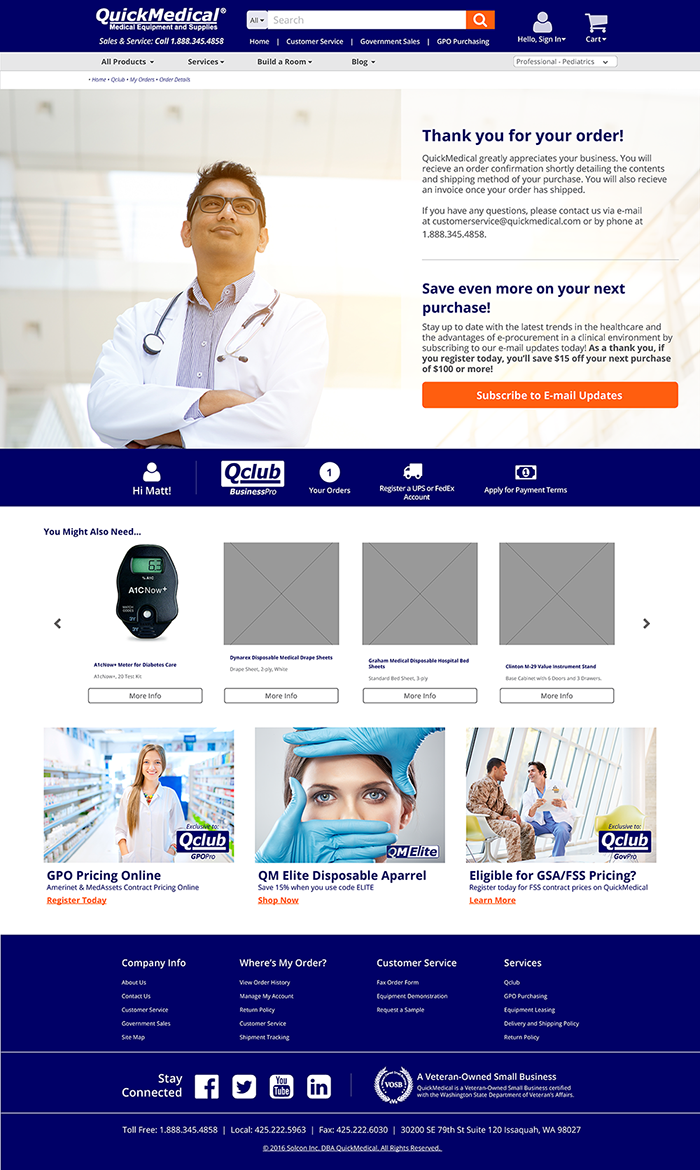 QuickMedical®
Medical Equipment and Supplies
Sales & Service: Call 1.888.345.4858
All
Search
Home | Customer Service | Government Sales | GPO Purchasing
Hello, Sign In
Cart
All Products
Services
Build a Room
Blog
Professional - Pediatrics
• Home • Qclub • My Orders • Order Details
Thank you for your order!
QuickMedical greatly appreciates your business. You will
recieve an order confirmation shortly detailing the contents
and shipping method of your purchase. You will also recieve
an invoice once your order has shipped.
If you have any questions, please contact us via e-mail
at customerservice@quickmedical.com or by phone at
1.888.345.4858.
Save even more on your next
purchase!
Stay up to date with the latest trends in the healthcare and
the advantages of e-procurement in a clinical environment by
subscribing to our e-mail updates today! As a thank you, if
you register today, you'll save $15 off your next purchase
of $100 or more!
Subscribe to E-mail Updates
Hi Matt!
Qclub
BusinessPro
1
Your Orders
Register a UPS or FedEx
Account
Apply for Payment Terms
You Might Also Need...
63
% A1C
A1CNow+
MATCH
CODES
3Y
3Y
A1cNow+ Meter for Diabetes Care
A1cNow+, 20 Test Kit
More Info
Dynarex Disposable Medical Drape Sheets
Drape Sheet, 2-ply, White
More Info
Graham Medical Disposable Hospital Bed
Sheets
Standard Bed Sheet, 3-ply
More Info
Clinton M-29 Value Instrument Stand
Base Cabinet with 6 Doors and 3 Drawers.
More Info
Exclusive to:
Qclub
GPOPro
GPO Pricing Online
Amerinet & MedAssets Contract Pricing Online
Register Today
QM Elite
QM Elite Disposable Aparrel
Save 15% when you use code ELITE
Shop Now
Exclusive to:
Qclub
GovPro
Eligible for GSA/FSS Pricing?
Register today for FSS contract prices on QuickMedical
Learn More
Company Info
About Us
Contact Us
Customer Service
Government Sales
Site Map
Where's My Order?
View Order History
Manage My Account
Return Policy
Customer Service
Shipment Tracking
Customer Service
Fax Order Form
Equipment Demonstration
Request a Sample
Services
Qclub
GPO Purchasing
Equipment Leasing
Delivery and Shipping Policy
Return Policy
Stay
Connected
You
Tube
in
VOSB
A Veteran-Owned Small Business
QuickMedical is a Veteran-Owned Small Business certified
with the Washington State Department of Veteran's Affairs.
Toll Free: 1.888.345.4858 | Local: 425.222.5963 | Fax: 425.222.6030 | 30200 SE 79th St Suite 120 Issaquah, WA 98027
© 2016 Solcon Inc. DBA QuickMedical. All Rights Reserved.